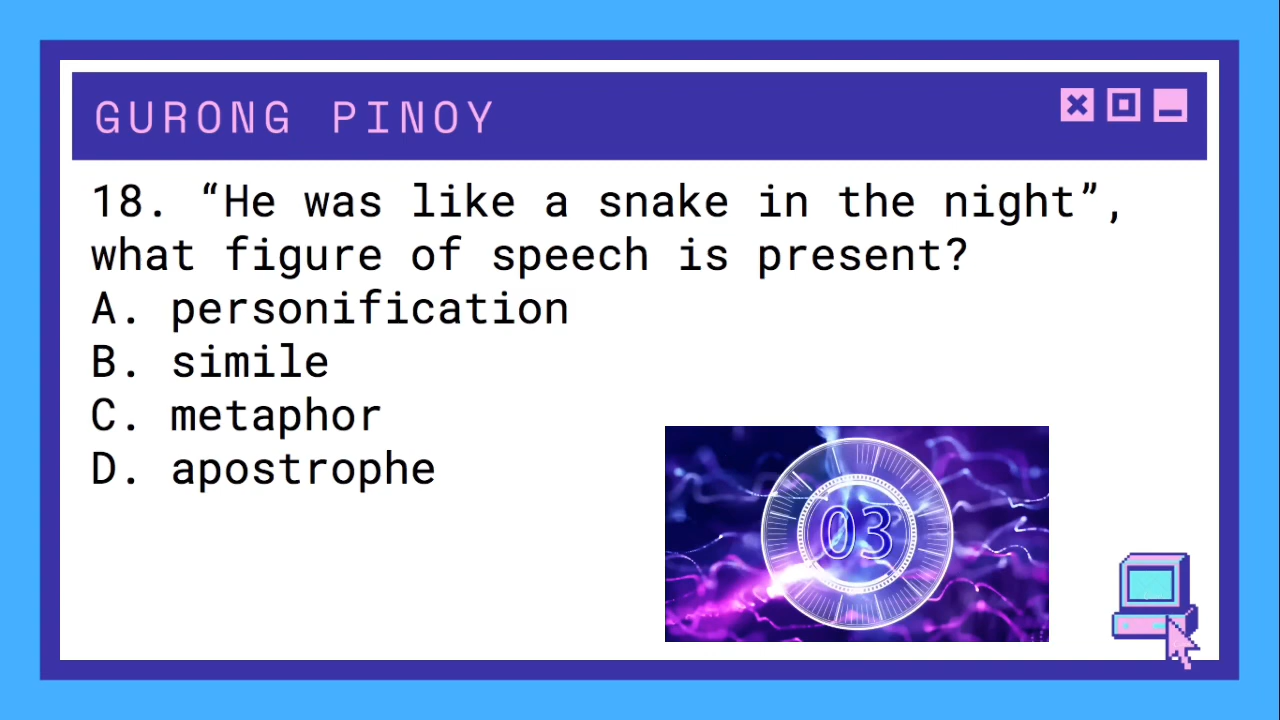 GURONG PINOY
18. “He was like a snake in the night”,
what figure of speech is present?
A. personification
B. simile
C. metaphor
D. apostrophe
03